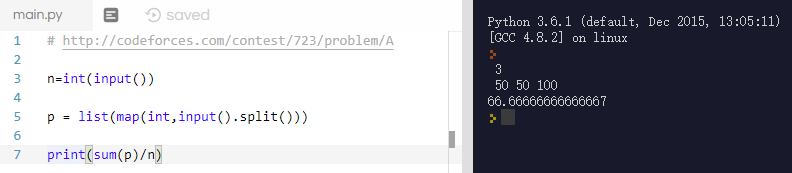 main.py
saved
1 # http://codeforces.com/contest/723/problem/A
2
3 n=int(input())
4
5 p = list(map(int,input().split()))
6
7 print(sum(p)/n)
Python 3.6.1 (default, Dec 2015, 13:05:11)
[GCC 4.8.2] on linux
3
50 50 100
66.66666666666667